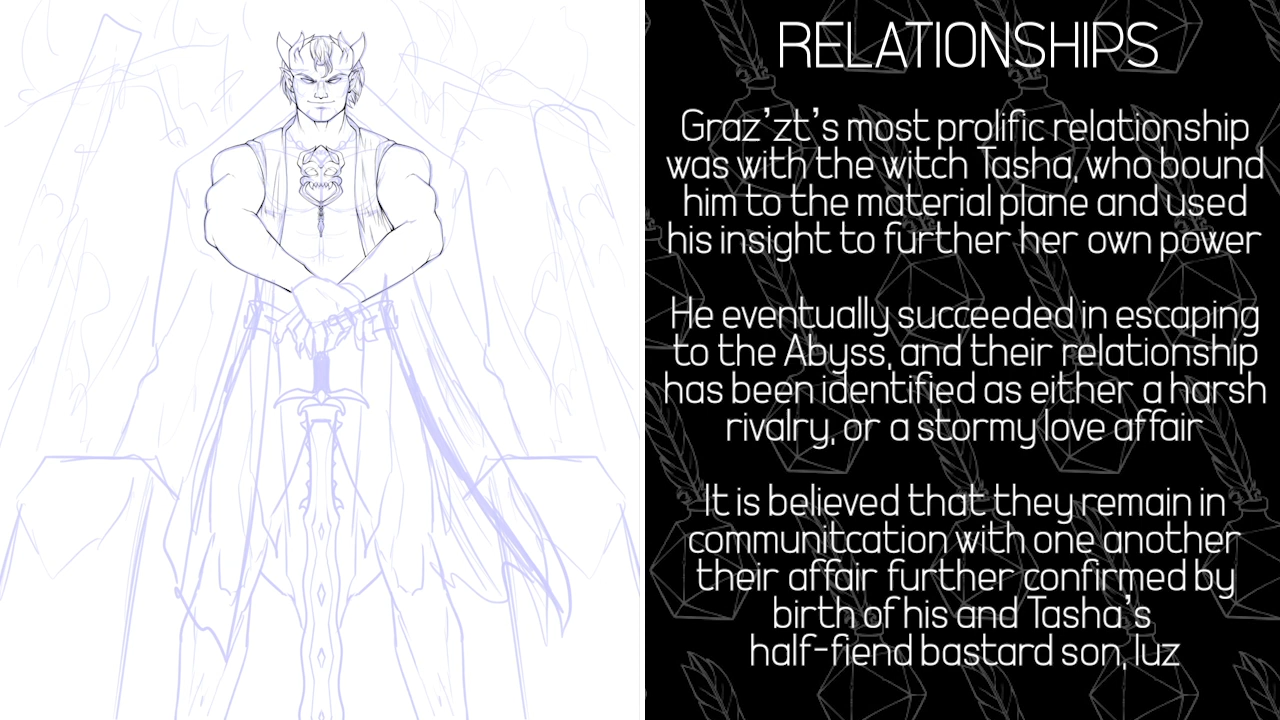 RELATIONSHIPS
Graz'zt's most prolific relationship
was with the witch Tasha, who bound
him to the material plane and used
his insight to further her own power
He eventually succeeded in escaping
to the Abyss, and their relationship
has been identified as either a harsh
rivalry, or a stormy love affair
It is believed that they remain in
communitcation with one another
their affair further confirmed by
birth of his and Tasha's
half-fiend bastard son, luz